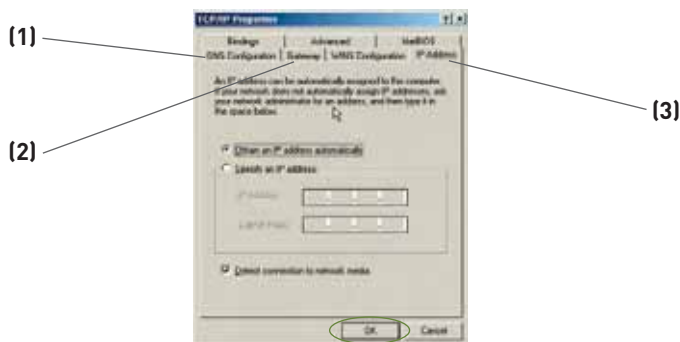 TCP/IP Properties ? ×
(1)
Bindings Advanced NetBIOS
DNS Configuration Gateway WINS Configuration IP Address
An IP address can be automatically assigned to this computer.
If your network does not automatically assign IP addresses, ask
your network administrator for an address, and then type it in
the space below.
(3)
(2)
Obtain an IP address automatically
Specify an IP address:
IP Address:
Subnet Mask:
Detect connection to network media
OK Cancel